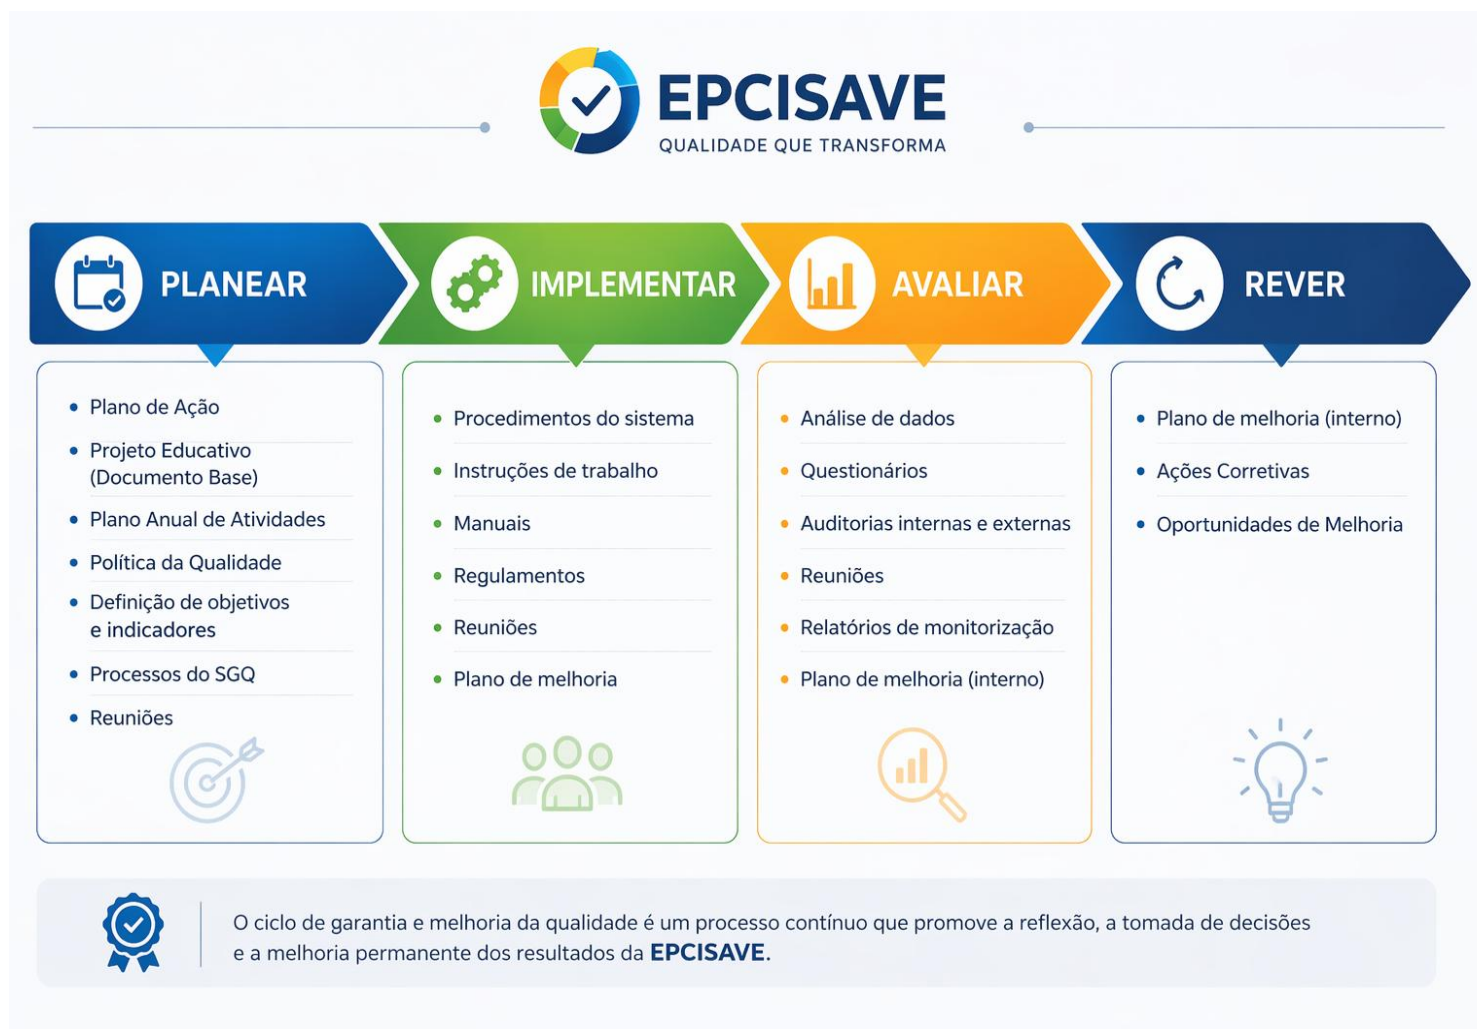 EPCISAVE
QUALIDADE QUE TRANSFORMA
PLANEAR
IMPLEMENTAR
AVALIAR
REVER
• Plano de Ação
• Projeto Educativo
(Documento Base)
• Plano Anual de Atividades
• Política da Qualidade
• Definição de objetivos
e indicadores
• Processos do SGQ
• Reuniões
• Procedimentos do sistema
• Instruções de trabalho
• Manuais
• Regulamentos
• Reuniões
• Plano de melhoria
• Análise de dados
• Questionários
• Auditorias internas e externas
• Reuniões
• Relatórios de monitorização
• Plano de melhoria (interno)
• Plano de melhoria (interno)
• Ações Corretivas
• Oportunidades de Melhoria
O ciclo de garantia e melhoria da qualidade é um processo contínuo que promove a reflexão, a tomada de decisões
e a melhoria permanente dos resultados da EPCISAVE.